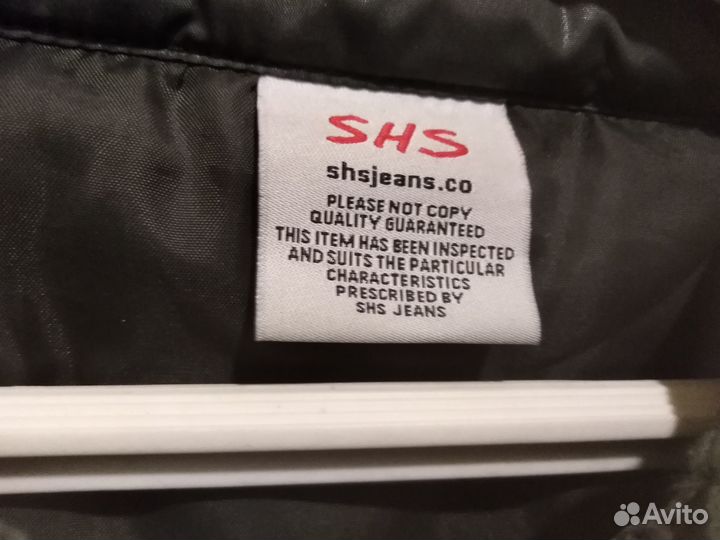 SHS
shsjeans.co
PLEASE NOT COPY
QUALITY GUARANTEED
THIS ITEM HAS BEEN INSPECTED
AND SUITS THE PARTICULAR
CHARACTERISTICS
PRESCRIBED BY
SHS JEANS
Avito